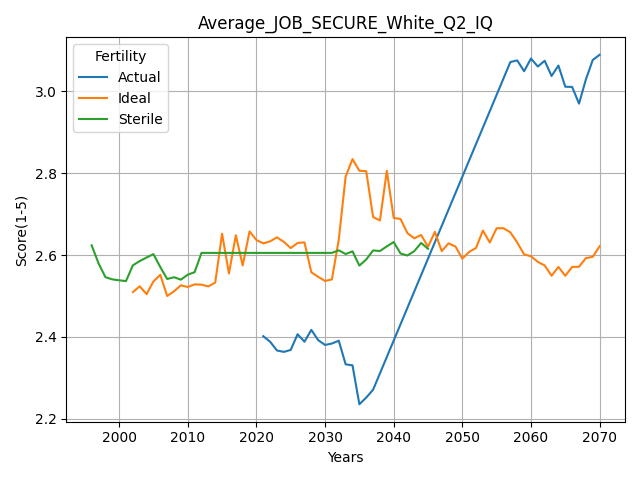 Average_JOB_SECURE_White_Q2_IQ
Fertility
Actual
Ideal
Sterile
Score(1-5)
3.0
2.8
2.6
2.4
2.2
2000 2010 2020 2030 2040 2050 2060 2070
Years